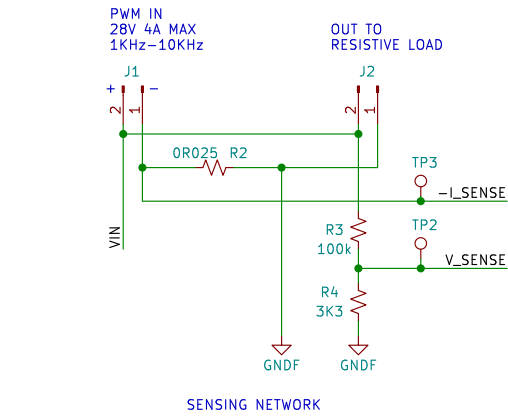 PWM IN
28V 4A MAX
1KHz-10KHz
OUT TO
RESISTIVE LOAD
J1
J2
+
-
2
1
2
1
0R025 R2
TP3
-I_SENSE
VIN
R3
100k
TP2
V_SENSE
R4
3K3
GNDF
GNDF
SENSING NETWORK